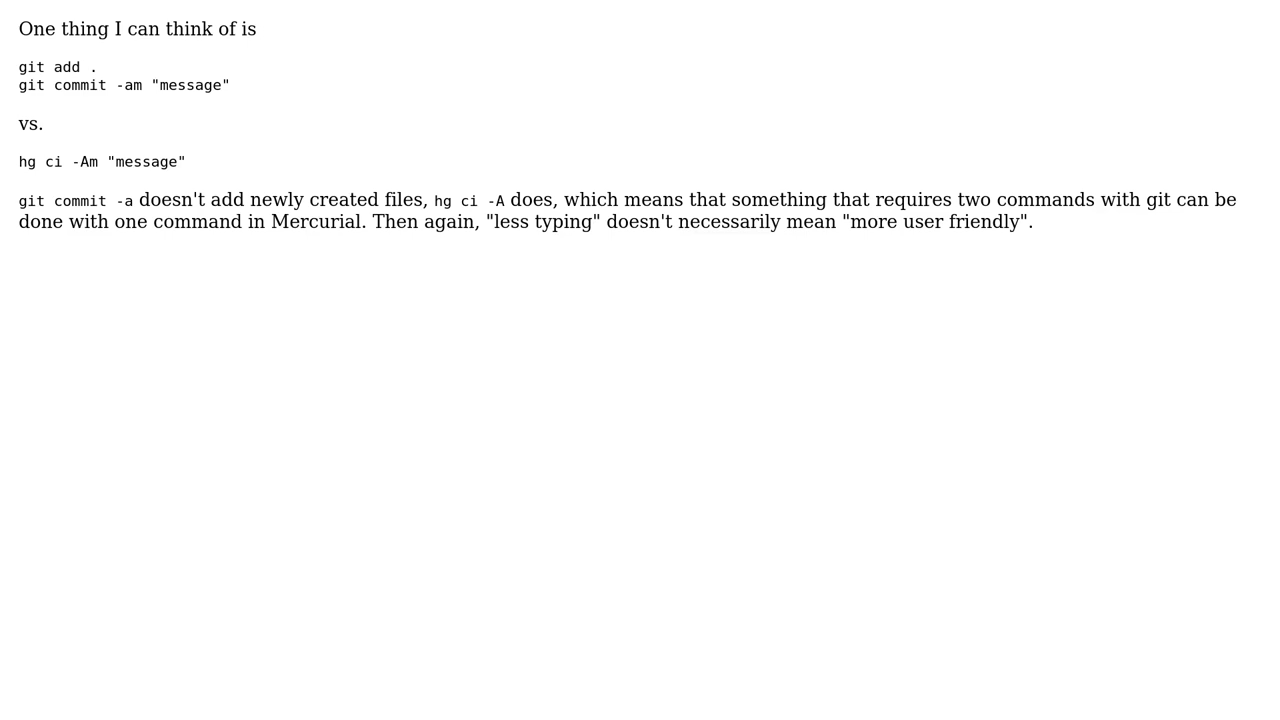 One thing I can think of is
git add .
git commit -am "message"
vs.
hg ci -Am "message"
git commit -a doesn't add newly created files, hg ci -A does, which means that something that requires two commands with git can be
done with one command in Mercurial. Then again, "less typing" doesn't necessarily mean "more user friendly".